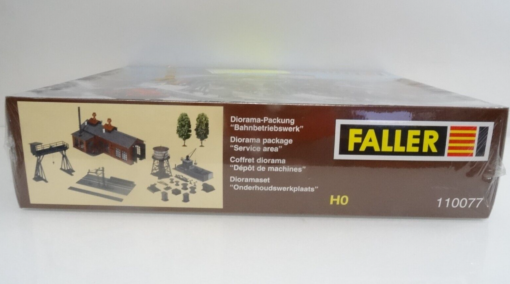 Diorama-Packung
"Bahnbetriebswerk"
Diorama package
"Service area"
Coffret diorama
"Dépôt de machines"
Dioramaset
"Onderhoudswerkplaats"
FALLER
H0
110077